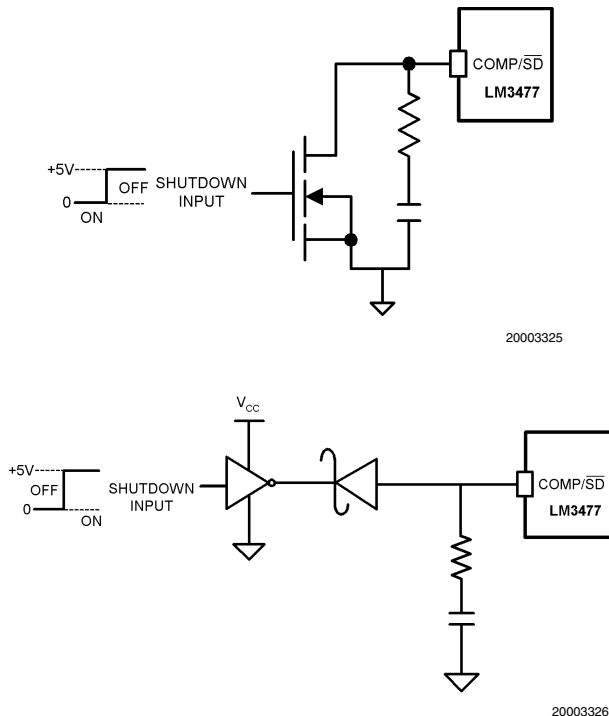 COMP/SD
LM3477
+5V
OFF
SHUTDOWN
INPUT
0
ON
20003325
VCC
+5V
OFF
SHUTDOWN
INPUT
0
ON
COMP/SD
LM3477
20003326